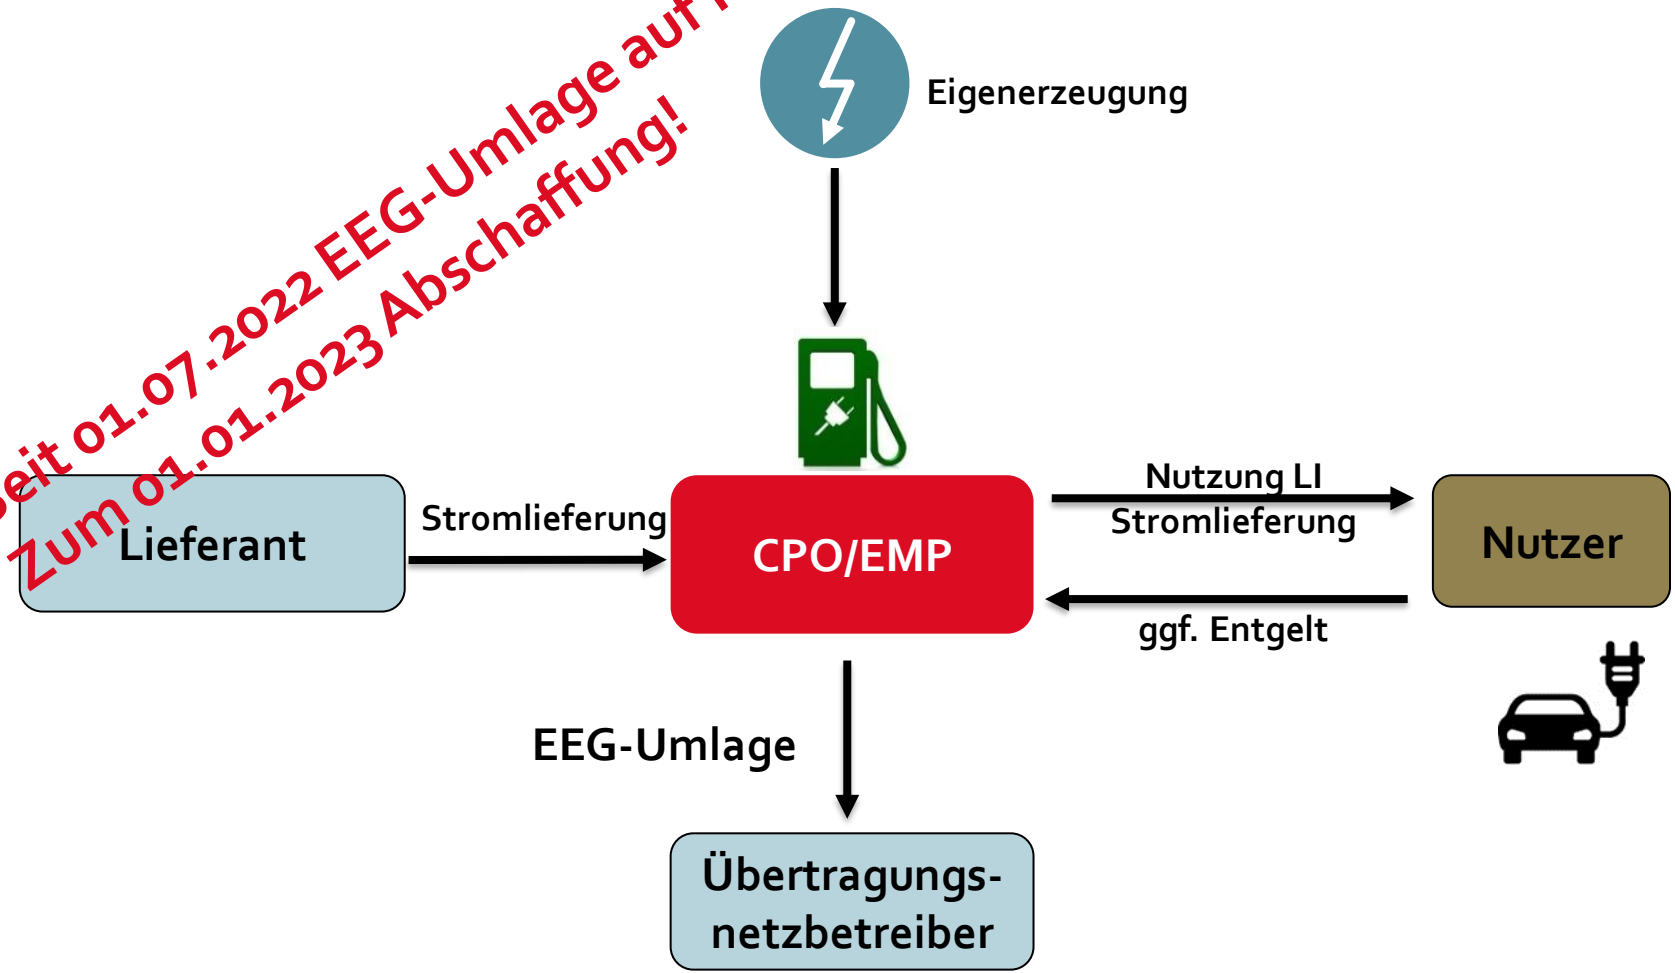 eit 01.07.2022 EEG-Umlage auf
Zum 01.01.2023 Abschaffung!
Eigenerzeugung
Lieferant
Stromlieferung
CPO/EMP
Nutzung LI
Stromlieferung
ggf. Entgelt
Nutzer
EEG-Umlage
Übertragungs-
netzbetreiber